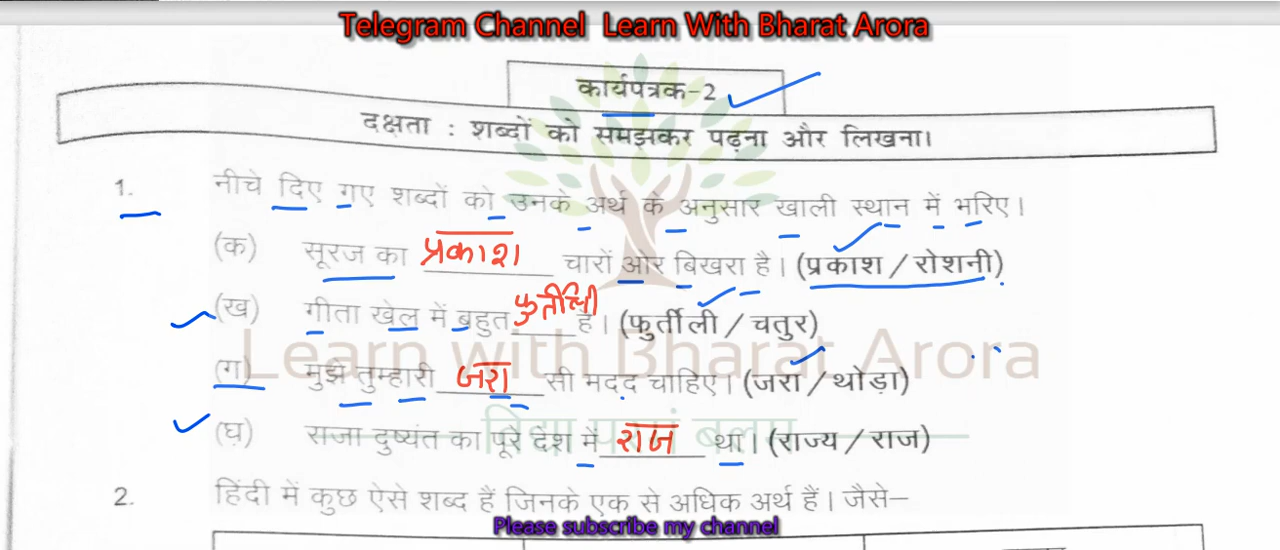 Telegram Channel Learn With Bharat Arora
कार्यपत्रक-2
दक्षता : शब्दों को समझकर पढ़ना और लिखना।
1. नीचे दिए गए शब्दों को उनके अर्थ के अनुसार खाली स्थान में भरिए।
(क) सूरज का प्रकाश चारों ओर बिखरा है। (प्रकाश / रोशनी)
(ख) गीता खेल में बहुत फुर्तीली है। (फुर्तीली / चतुर)
Learn with Bharat Arora
(ग) मुझे तुम्हारी जरा सी मदद चाहिए। (जरा / थोड़ा)
(घ) राजा दुष्यंत का पूरे देश में राज था। (राज्य / राज)
2. हिंदी में कुछ ऐसे शब्द हैं जिनके एक से अधिक अर्थ हैं। जैसे–
Please subscribe my channel